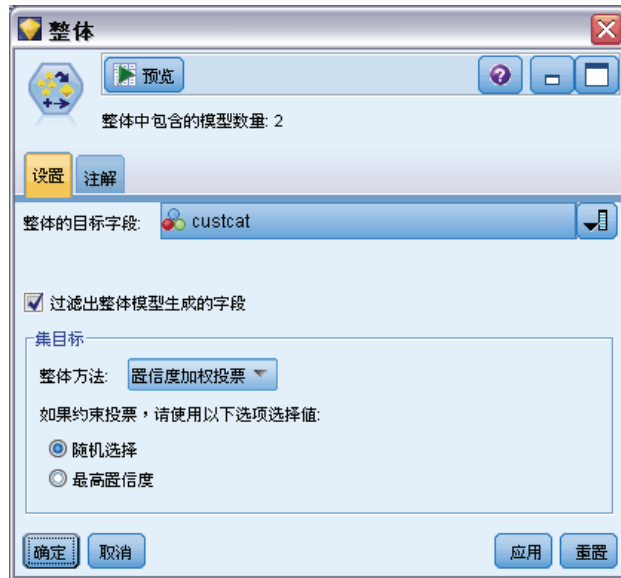 整体
预览
整体中包含的模型数量: 2
设置 注解
整体的目标字段: custcat
过滤出整体模型生成的字段
集目标
整体方法: 置信度加权投票
如果约束投票，请使用以下选项选择值:
随机选择
最高置信度
确定 取消 应用 重置